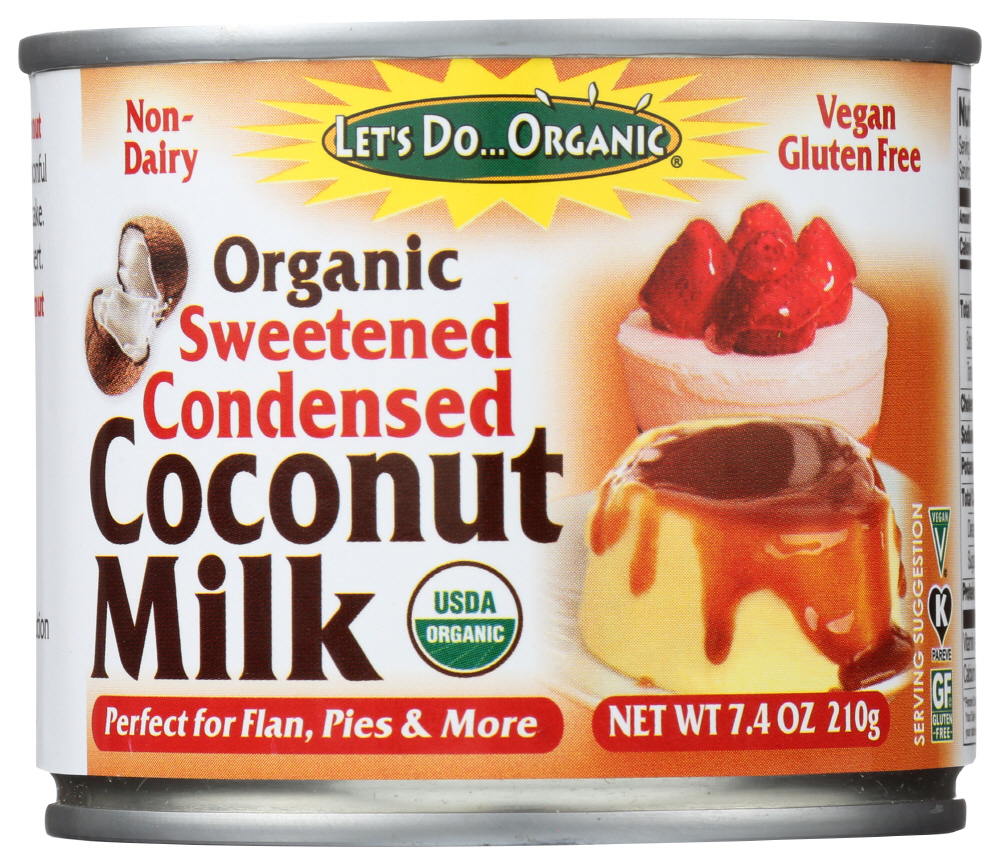 Non-
Dairy
LET'S DO...ORGANIC®
Vegan
Gluten Free
Organic
Sweetened
Condensed
Coconut
Milk
USDA
ORGANIC
Perfect for Flan, Pies & More
NET WT 7.4 OZ 210g
SERVING SUGGESTION
VEGAN
V
K
PAREVE
GF
GLUTEN
-FREE-